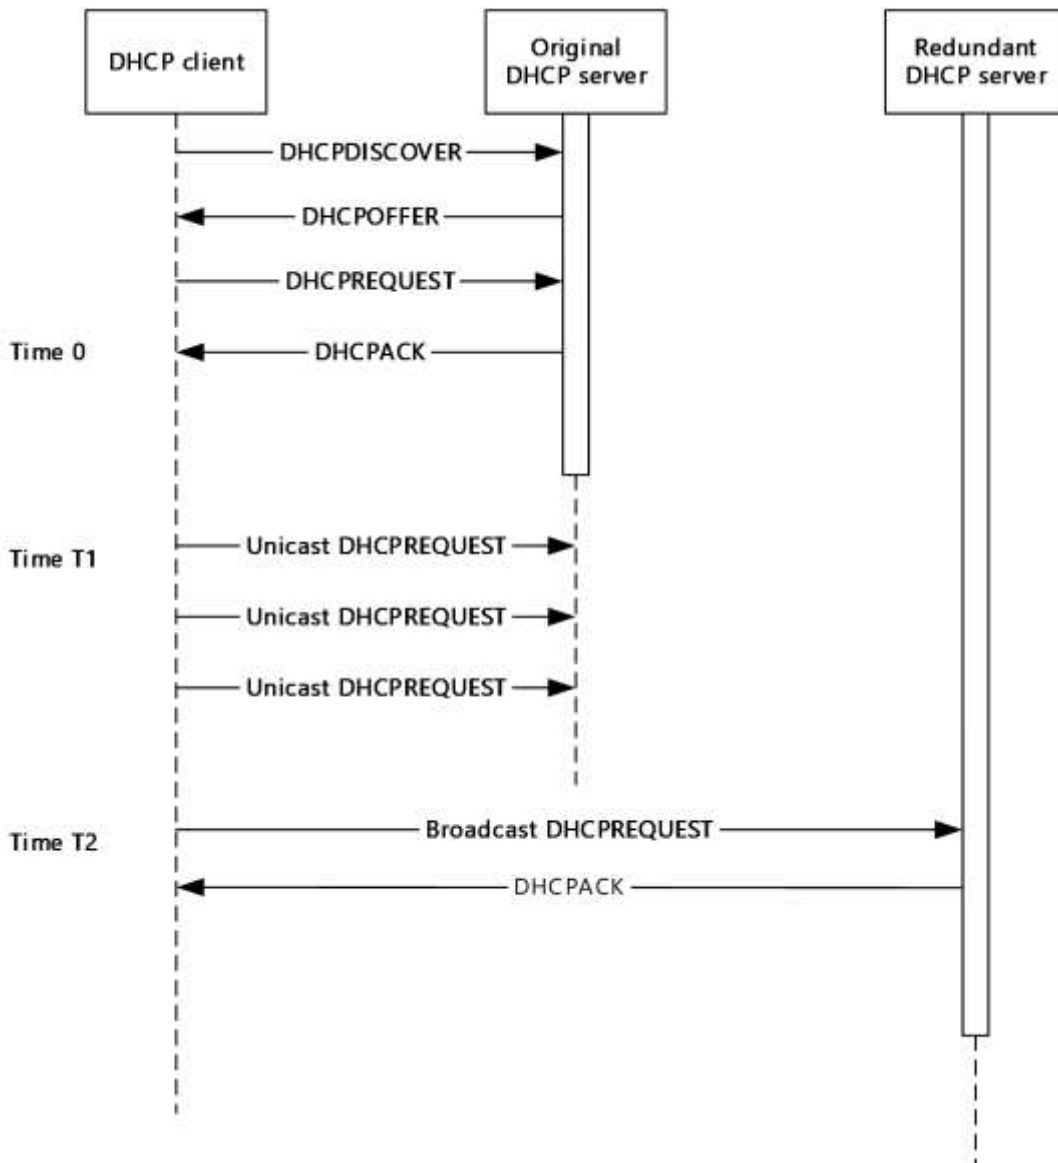 DHCP client
Original
DHCP server
Redundant
DHCP server
DHCPDISCOVER
DHCPOFFER
DHCPREQUEST
Time 0
DHCPACK
Time T1
Unicast DHCPREQUEST
Unicast DHCPREQUEST
Unicast DHCPREQUEST
Time T2
Broadcast DHCPREQUEST
DHCPACK